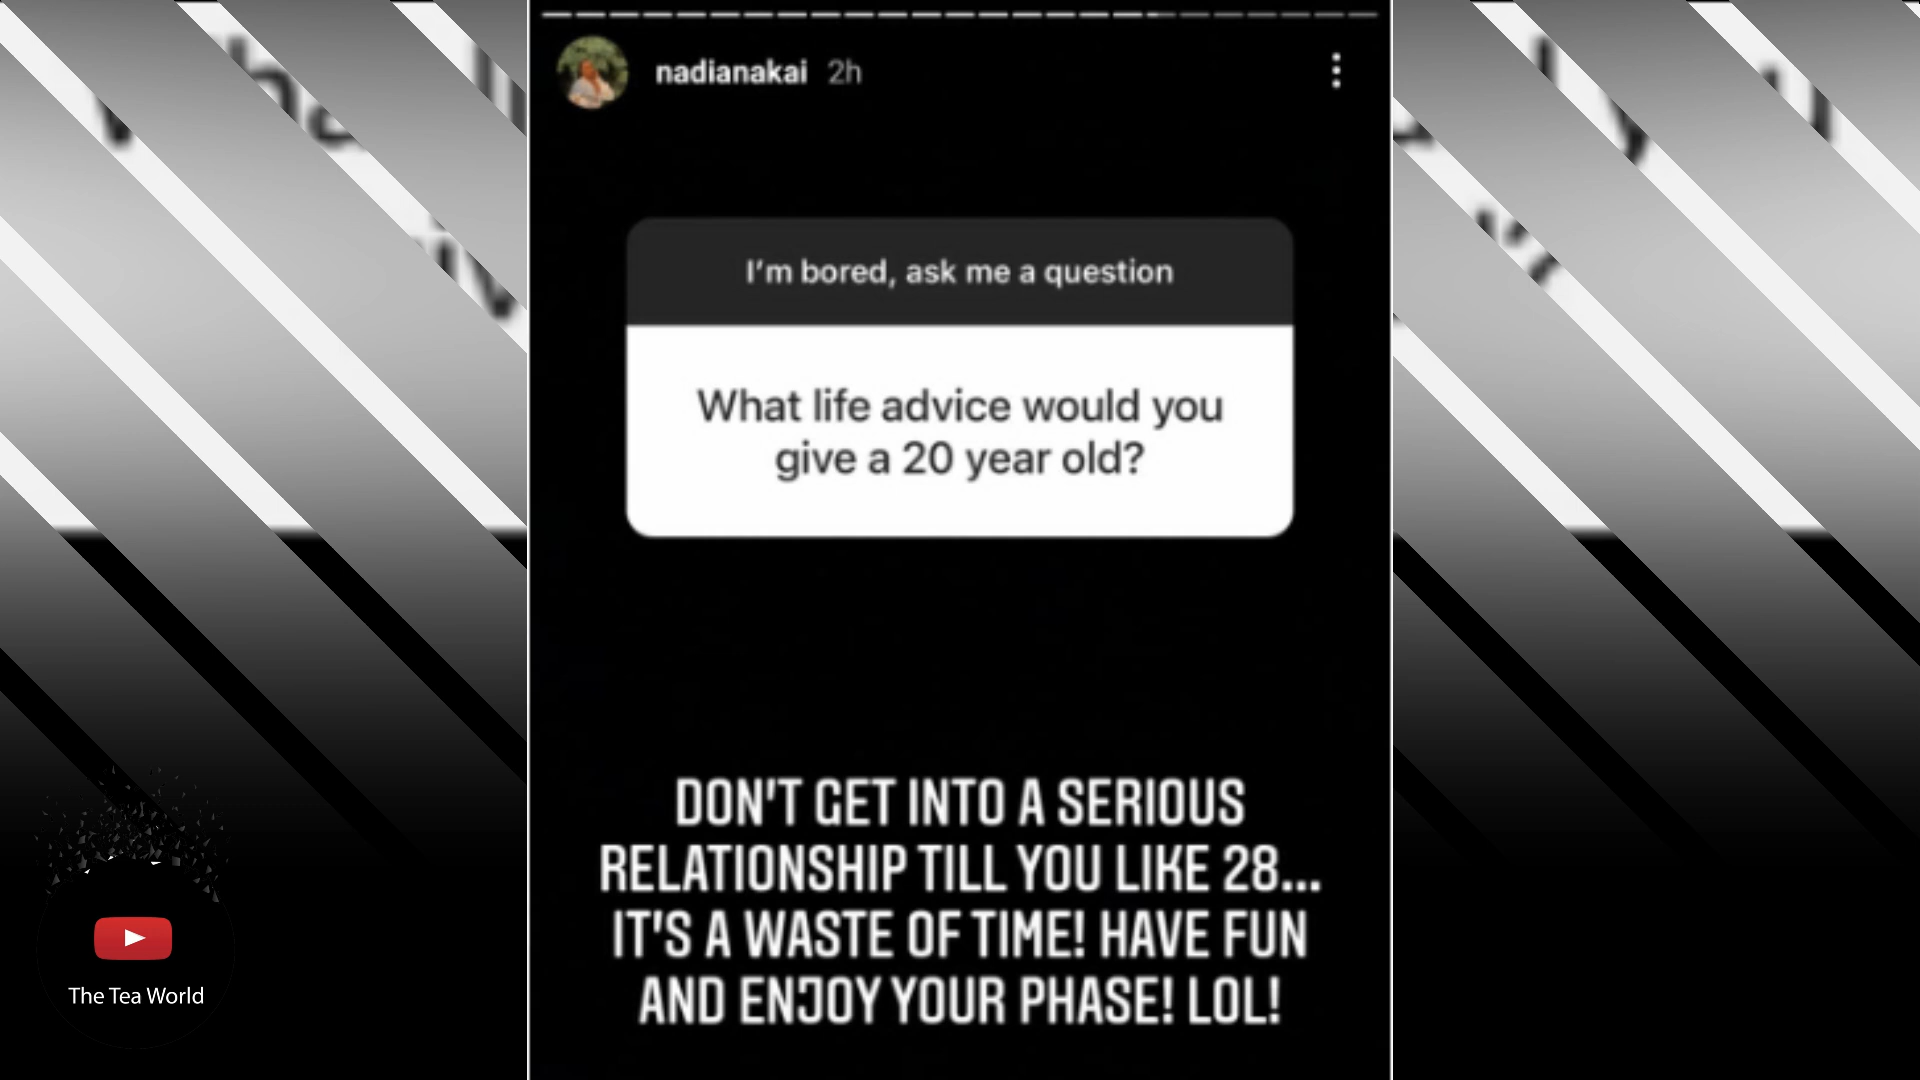 nadianakai 2h
I'm bored, ask me a question
What life advice would you
give a 20 year old?
DON'T GET INTO A SERIOUS
RELATIONSHIP TILL YOU LIKE 28...
IT'S A WASTE OF TIME! HAVE FUN
AND ENJOY YOUR PHASE! LOL!
The Tea World